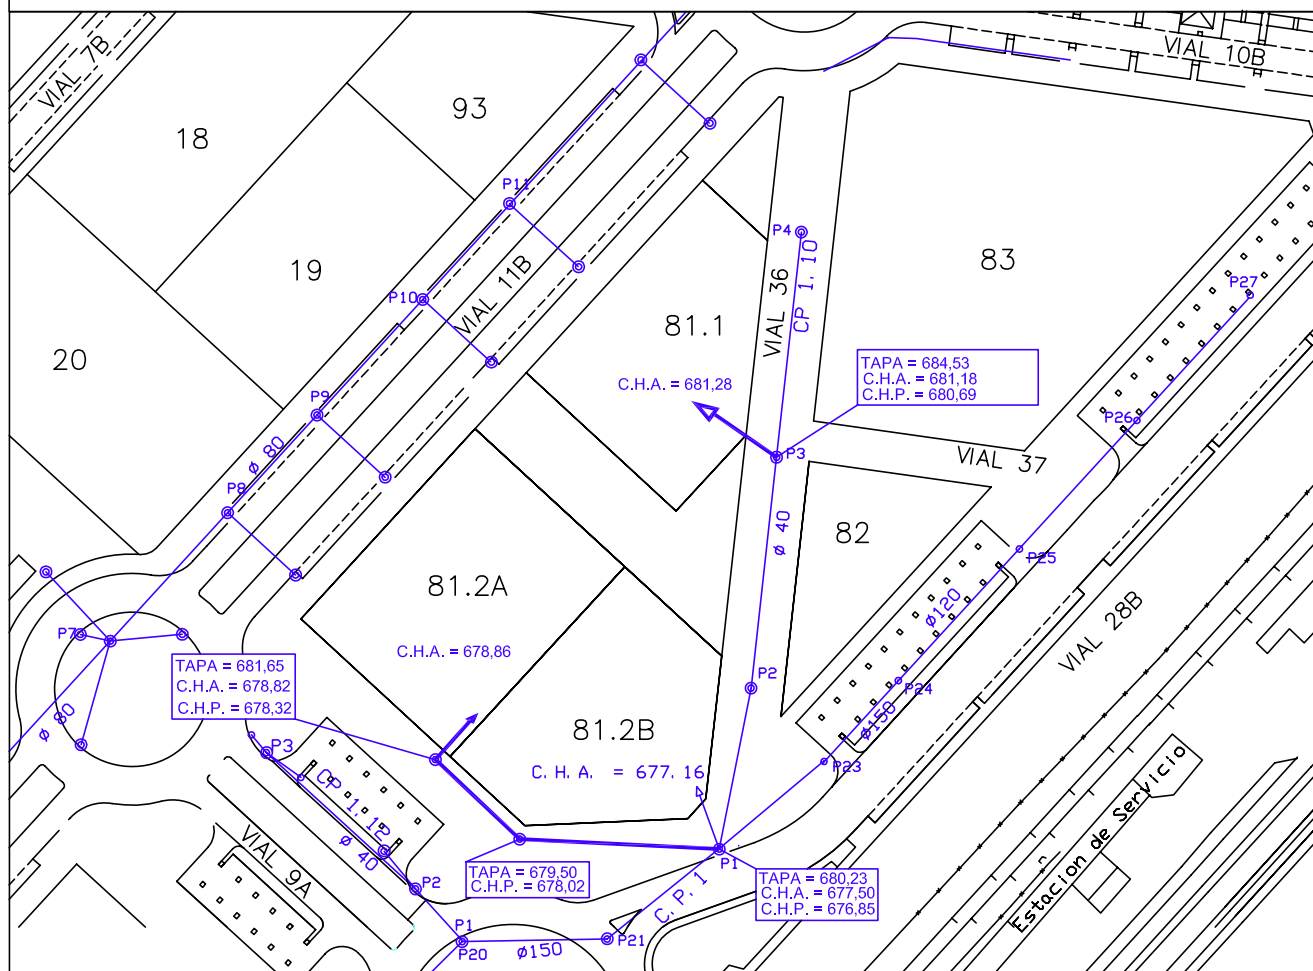 VIAL 7B
18
93
VIAL 10B
P11
P4
19
VIAL 11B
P10
VIAL 36
CP 1. 10
83
P27
20
81.1
TAPA = 684,53
C.H.A. = 681,18
C.H.P. = 680,69
C.H.A. = 681,28
P9
P26
ø 80
P3
VIAL 37
P8
ø 40
82
P25
81.2A
ø120
VIAL 28B
P7
C.H.A. = 678,86
TAPA = 681,65
C.H.A. = 678,82
C.H.P. = 678,32
P2
P24
ø 80
81.2B
ø150
P3
C. H. A. = 677. 16
P23
CP 1. 12
Estacion de Servicio
ø 40
VIAL 9A
P1
TAPA = 679,50
C.H.P. = 678,02
TAPA = 680,23
C.H.A. = 677,50
C.H.P. = 676,85
P2
C. P. 1
P1
P20
ø150
P21